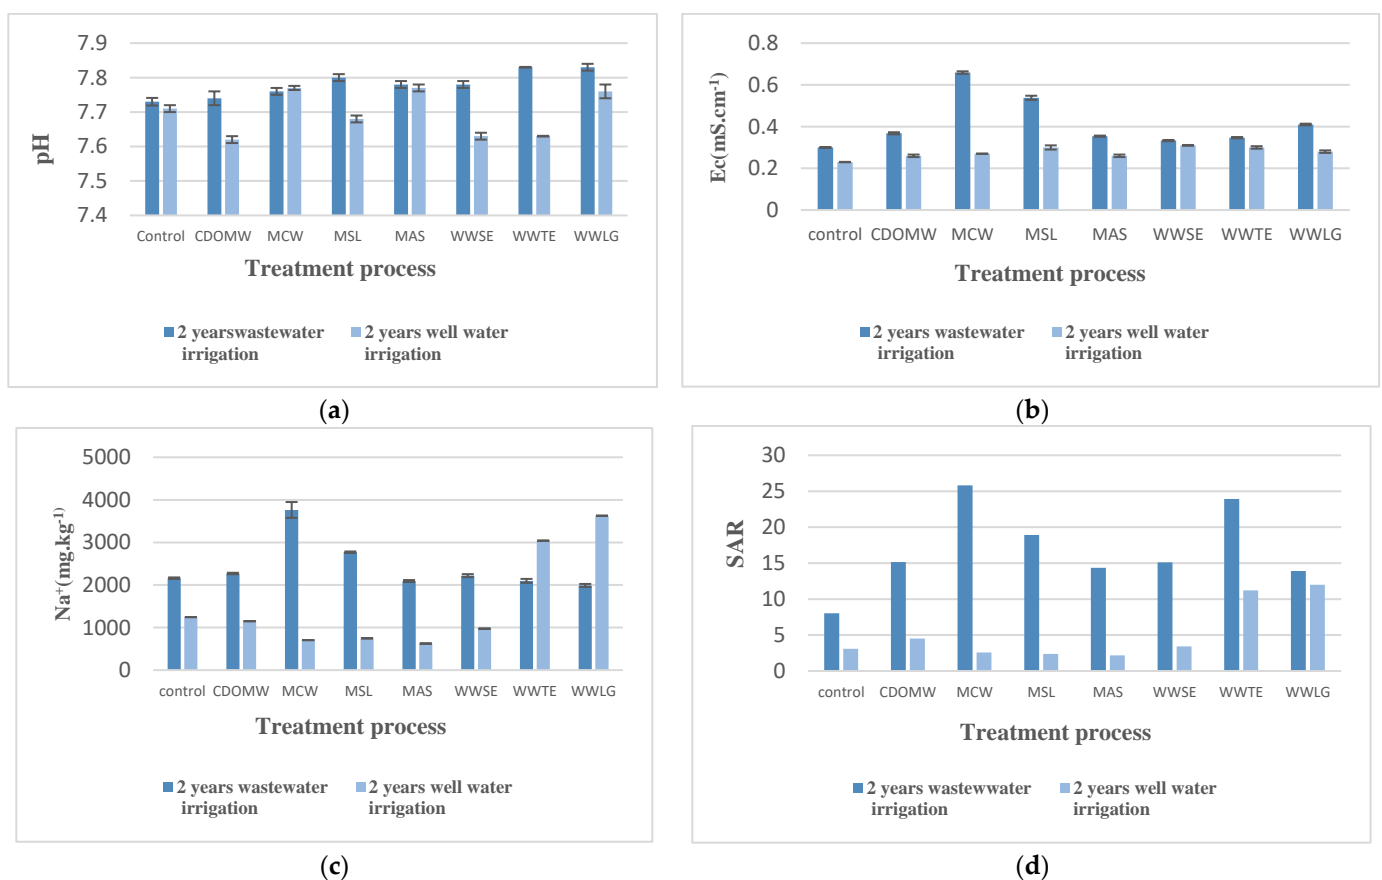 7.9
7.8
7.7
7.6
7.5
7.4
pH
Control CDOMW MCW MSL MAS WWSE WWTE WWLG
Treatment process
2 yearswastewater
irrigation
2 years well water
irrigation
(a)
0.8
0.6
0.4
0.2
0
Ec(mS.cm-1)
control CDOMW MCW MSL MAS WWSE WWTE WWLG
Treatment process
2 years wastewater
irrigation
2 years well water
irrigation
(b)
5000
4000
3000
2000
1000
0
Na+(mg.kg-1)
control CDOMW MCW MSL MAS WWSE WWTE WWLG
Treatment process
2 years wastewater
irrigation
2 years well water
irrigation
(c)
30
25
20
15
10
5
0
SAR
control CDOMW MCW MSL MAS WWSE WWTE WWLG
Treatment process
2 years wastewwater
irrigation
2 years well water
irrigation
(d)